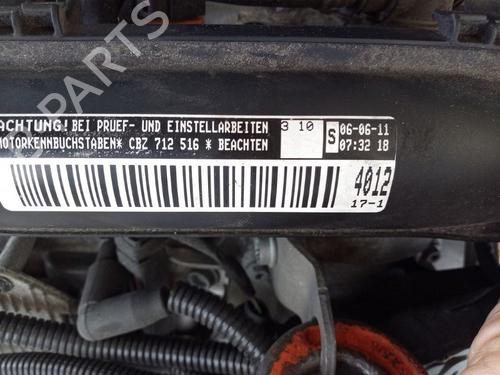 ACHTUNG! BEI PRUEF- UND EINSTELLARBEITEN
MOTORKENNBUCHSTABEN* CBZ 712 516 * BEACHTEN
3 10
S
06-06-11
07:32 18
4012
17-1